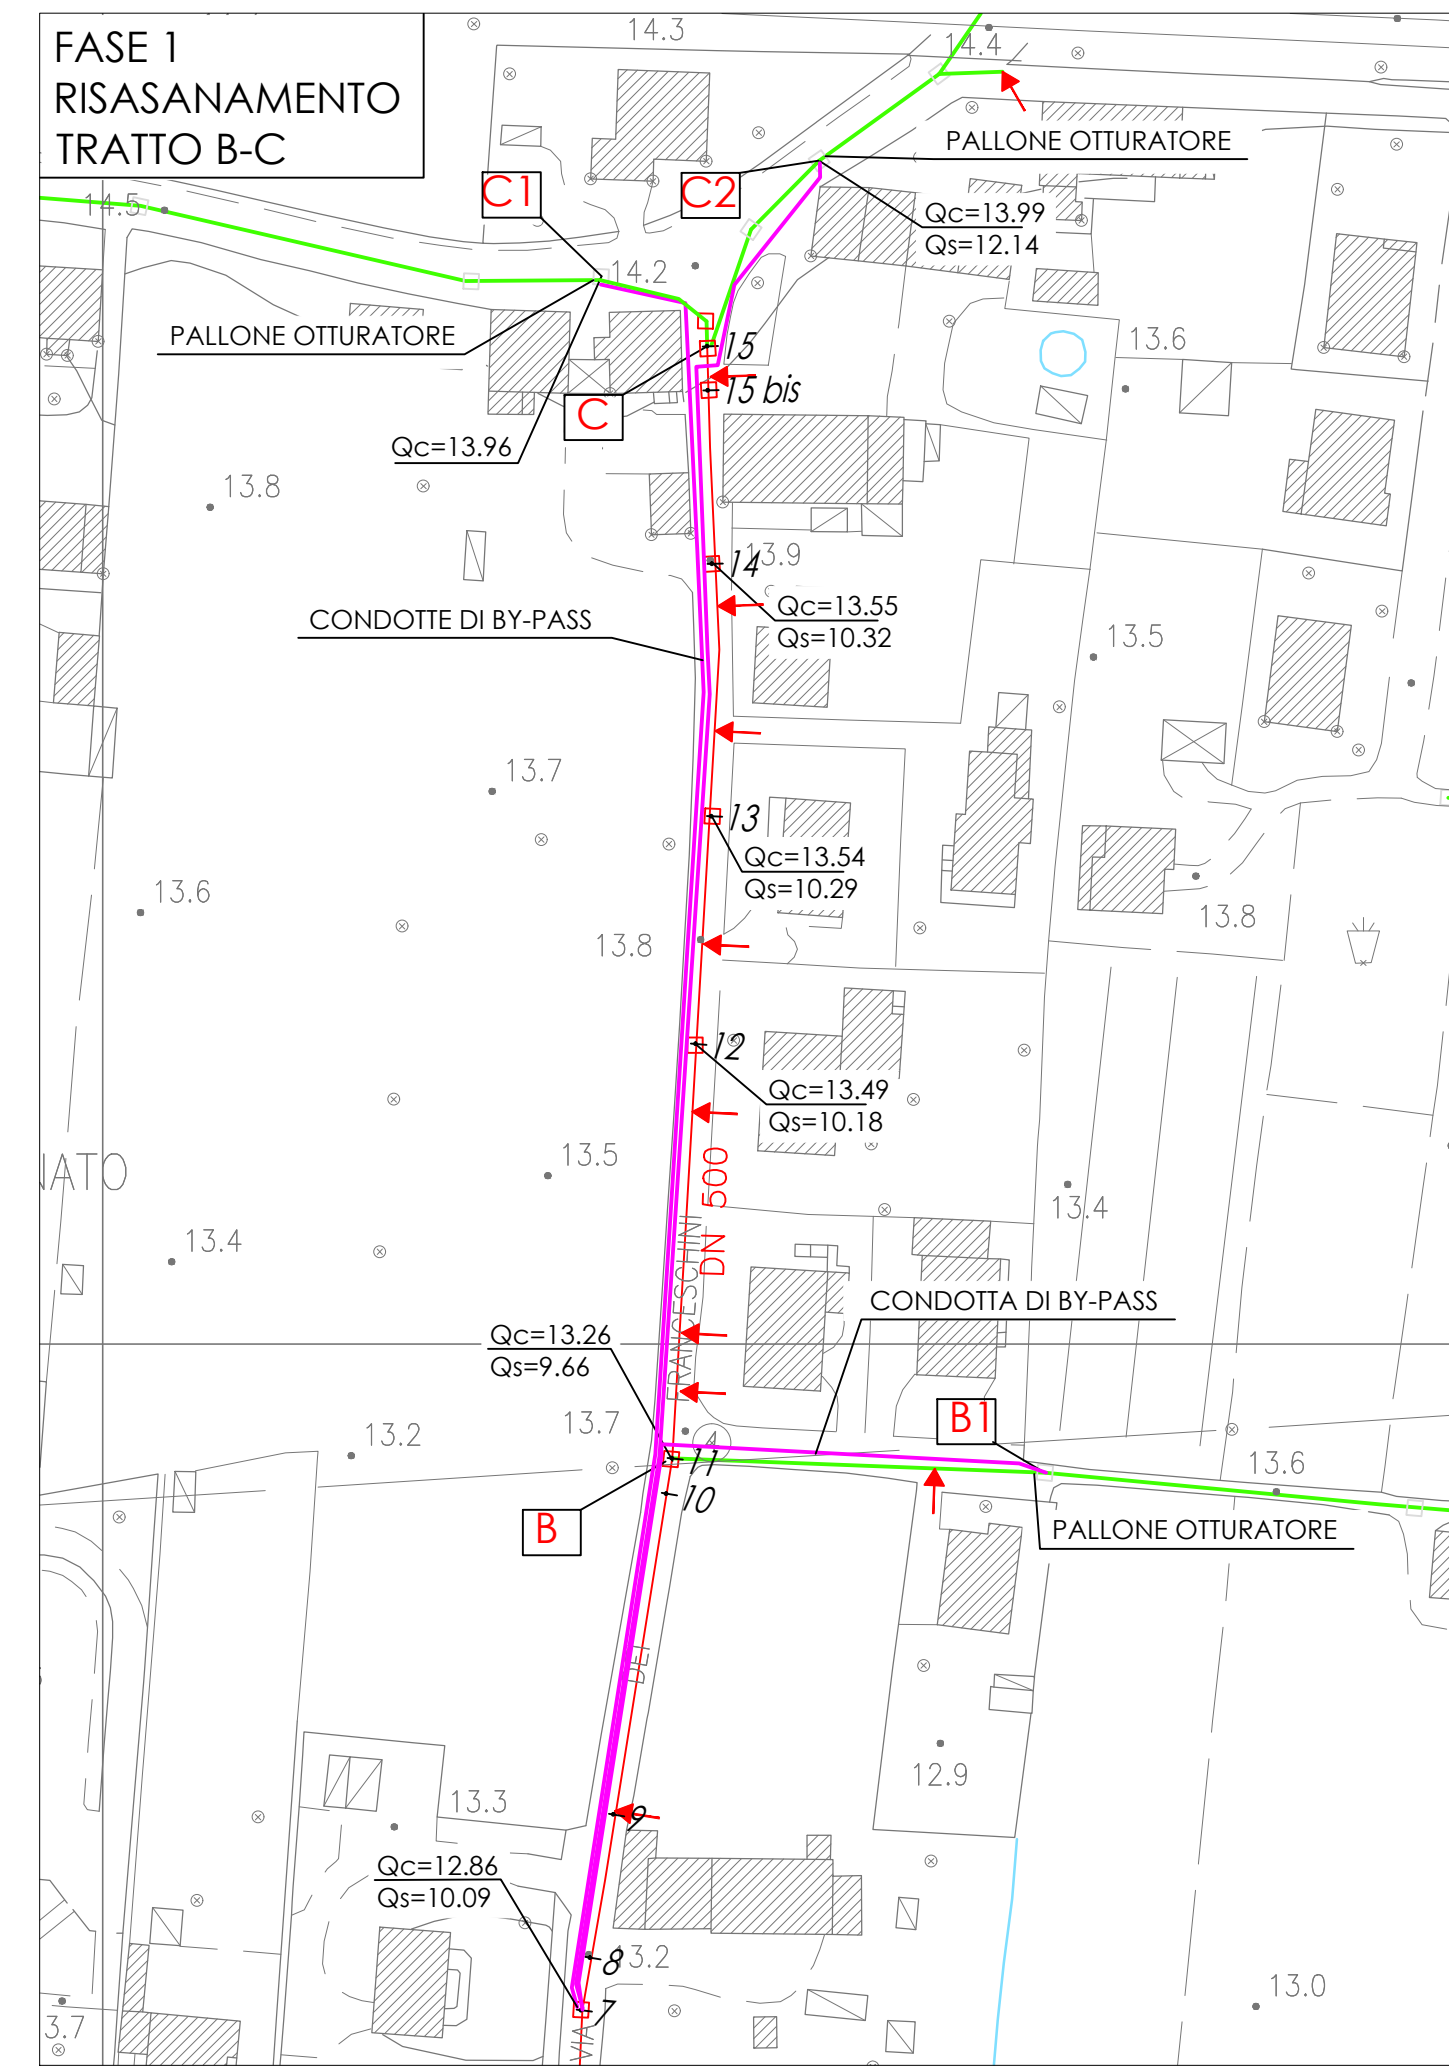 FASE 1
RISASANAMENTO
TRATTO B-C
14.3
14.4
PALLONE OTTURATORE
C1
C2
14.5
Qc=13.99
Qs=12.14
14.2
PALLONE OTTURATORE
15
13.6
15 bis
C
Qc=13.96
13.8
14
13.9
Qc=13.55
Qs=10.32
CONDOTTE DI BY-PASS
13.5
13.7
13
Qc=13.54
Qs=10.29
13.6
13.8
13.8
12
Qc=13.49
Qs=10.18
13.5
NATO
DN 500
13.4
13.4
CONDOTTA DI BY-PASS
Qc=13.26
Qs=9.66
VIA DEI FRANCESCHINI
B1
13.7
13.2
4
11
13.6
10
B
PALLONE OTTURATORE
12.9
13.3
9
Qc=12.86
Qs=10.09
8
13.2
13.0
7
3.7